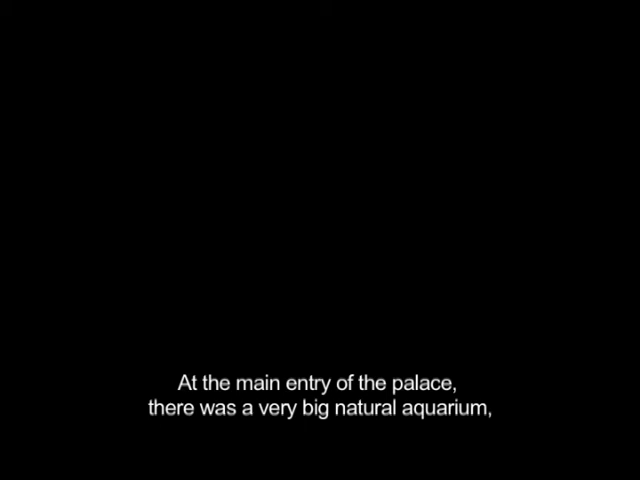 At the main entry of the palace,
there was a very big natural aquarium,